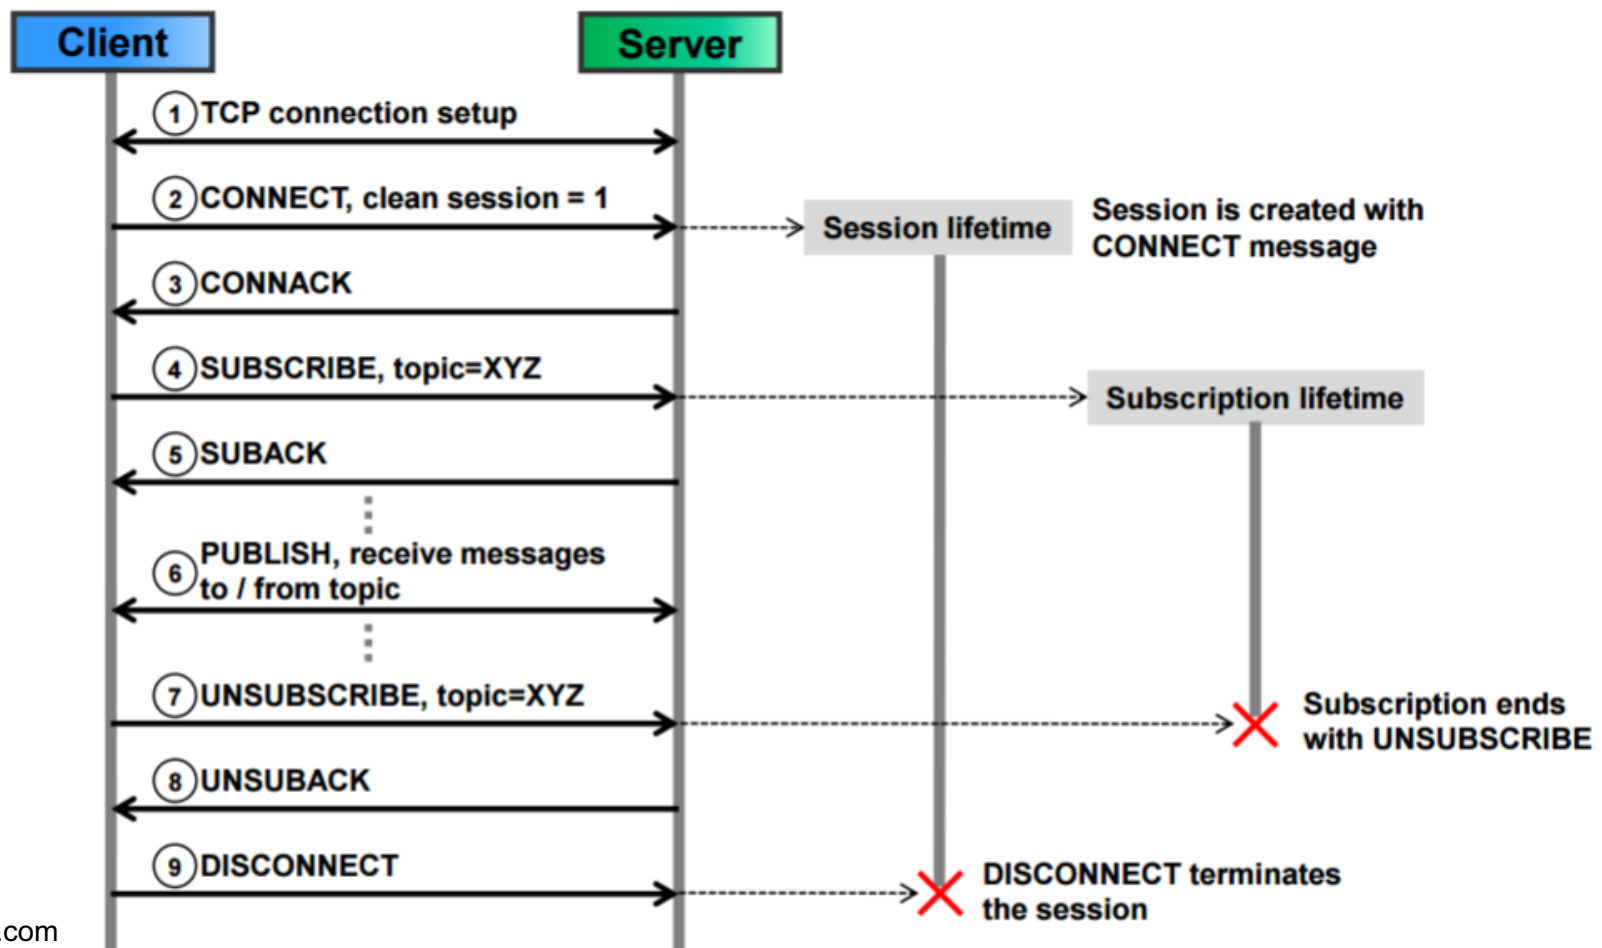 Client
Server
1 TCP connection setup
2 CONNECT, clean session = 1
Session lifetime
Session is created with
CONNECT message
3 CONNACK
4 SUBSCRIBE, topic=XYZ
Subscription lifetime
5 SUBACK
PUBLISH, receive messages
6 to / from topic
7 UNSUBSCRIBE, topic=XYZ
Subscription ends
with UNSUBSCRIBE
8 UNSUBACK
9 DISCONNECT
DISCONNECT terminates
the session
.com